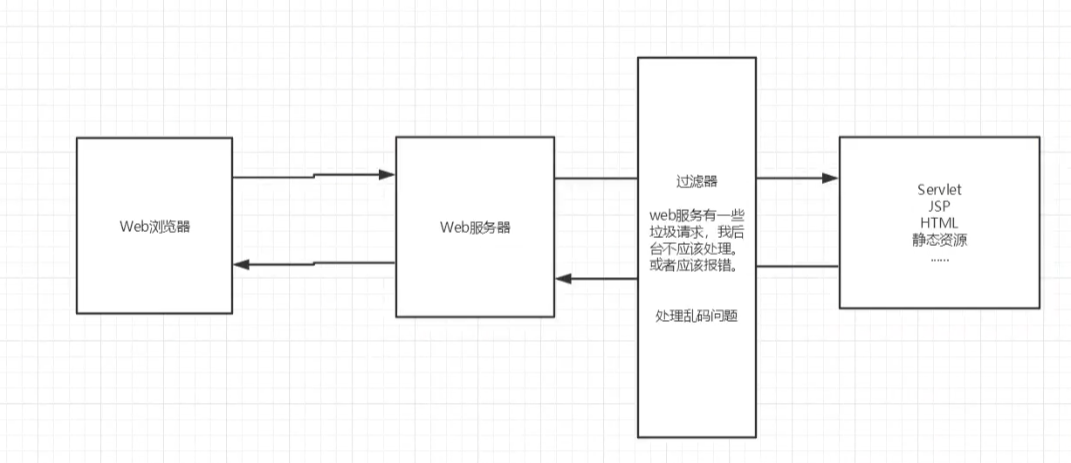 Web浏览器
Web服务器
过滤器
web服务有一些
垃圾请求，我后
台不应该处理。
或者应该报错。
处理乱码问题
Servlet
JSP
HTML
静态资源
......